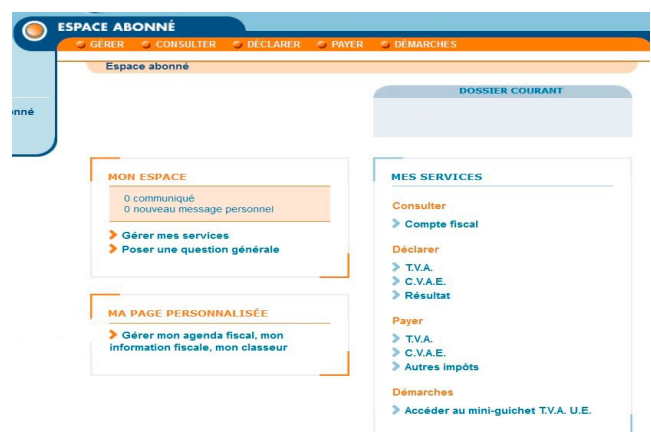 ESPACE ABONNÉ
GÉRER CONSULTER DÉCLARER PAYER DÉMARCHES
Espace abonné
DOSSIER COURANT
nné
MON ESPACE
0 communiqué
0 nouveau message personnel
Gérer mes services
Poser une question générale
MA PAGE PERSONNALISÉE
Gérer mon agenda fiscal, mon
information fiscale, mon classeur
MES SERVICES
Consulter
Compte fiscal
Déclarer
T.V.A.
C.V.A.E.
Résultat
Payer
T.V.A.
C.V.A.E.
Autres impôts
Démarches
Accéder au mini-guichet T.V.A. U.E.